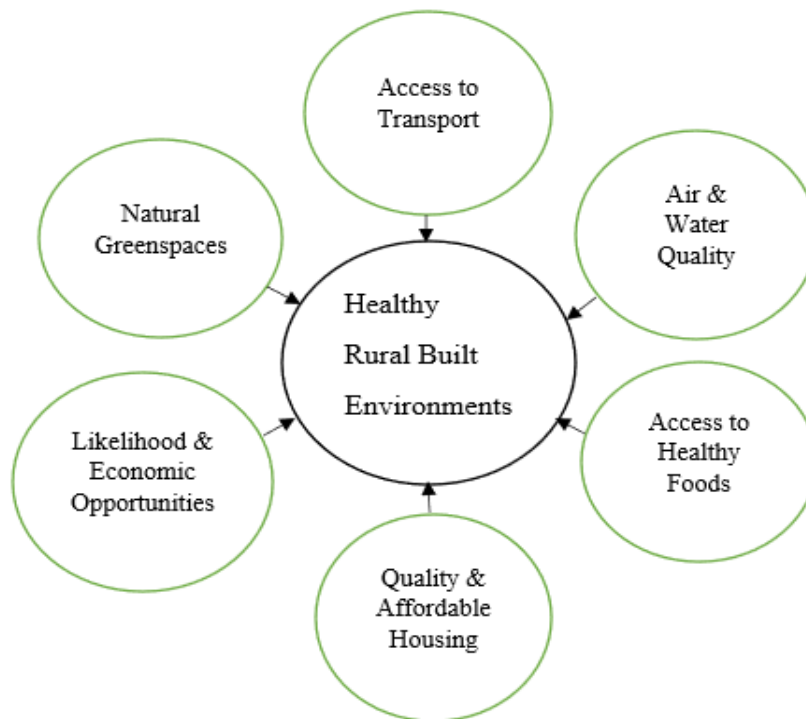 Access to
Transport
Natural
Greenspaces
Air &
Water
Quality
Healthy
Rural Built
Environments
Likelihood &
Economic
Opportunities
Access to
Healthy
Foods
Quality &
Affordable
Housing